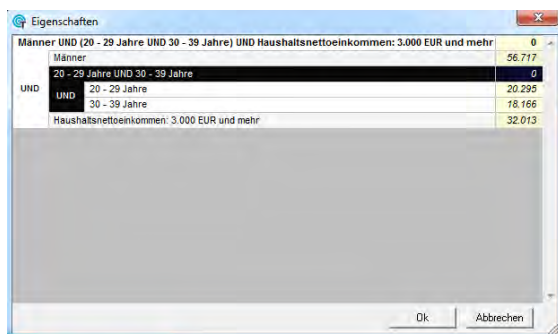 Eigenschaften
Männer UND (20 - 29 Jahre UND 30 - 39 Jahre) UND Haushaltsnettoeinkommen: 3.000 EUR und mehr 0
Männer 56.717
20 - 29 Jahre UND 30 - 39 Jahre 0
UND
UND
20 - 29 Jahre 20.295
30 - 39 Jahre 18.166
Haushaltsnettoeinkommen: 3.000 EUR und mehr 32.013
Ok Abbrechen